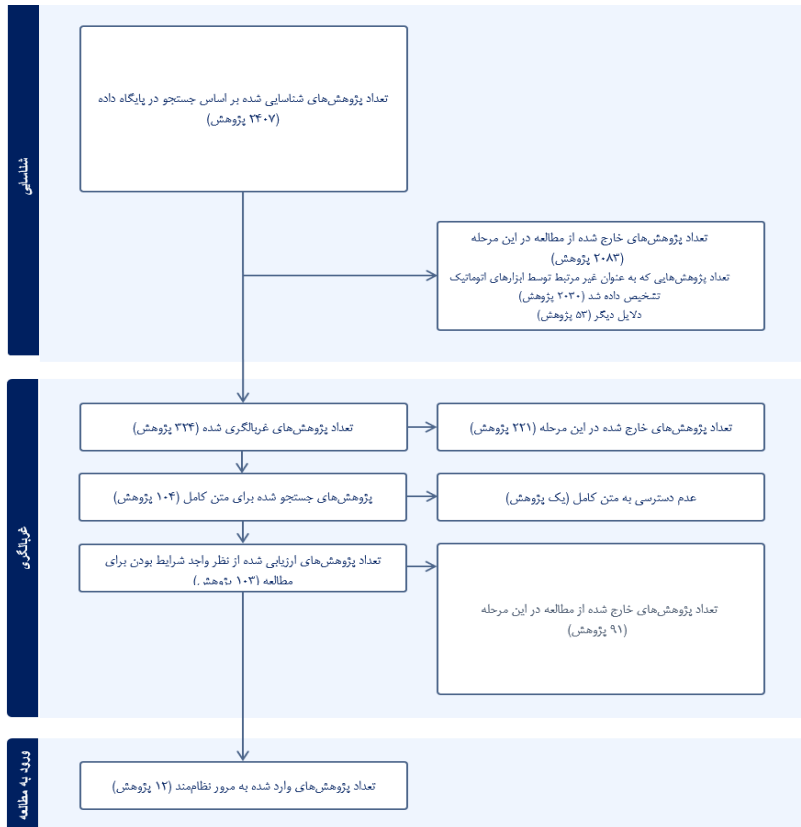 شناسایی
تعداد پژوهش‌های شناسایی شده بر اساس جستجو در پایگاه داده
(۲۴۰۷ پژوهش)
تعداد پژوهش‌های خارج شده از مطالعه در این مرحله
(۲۰۸۳ پژوهش)
تعداد پژوهش‌هایی که به عنوان غیر مرتبط توسط ابزارهای اتوماتیک
تشخیص داده شد (۲۰۳۰ پژوهش)
دلایل دیگر (۵۳ پژوهش)
غربالگری
تعداد پژوهش‌های غربالگری شده (۳۲۴ پژوهش)
تعداد پژوهش‌های خارج شده در این مرحله (۲۲۱ پژوهش)
پژوهش‌های جستجو شده برای متن کامل (۱۰۴ پژوهش)
عدم دسترسی به متن کامل (یک پژوهش)
تعداد پژوهش‌های ارزیابی شده از نظر واجد شرایط بودن برای
مطالعه (۱۰۳ پژوهش)
تعداد پژوهش‌های خارج شده از مطالعه در این مرحله
(۹۱ پژوهش)
ورود به مطالعه
تعداد پژوهش‌های وارد شده به مرور نظام‌مند (۱۲ پژوهش)